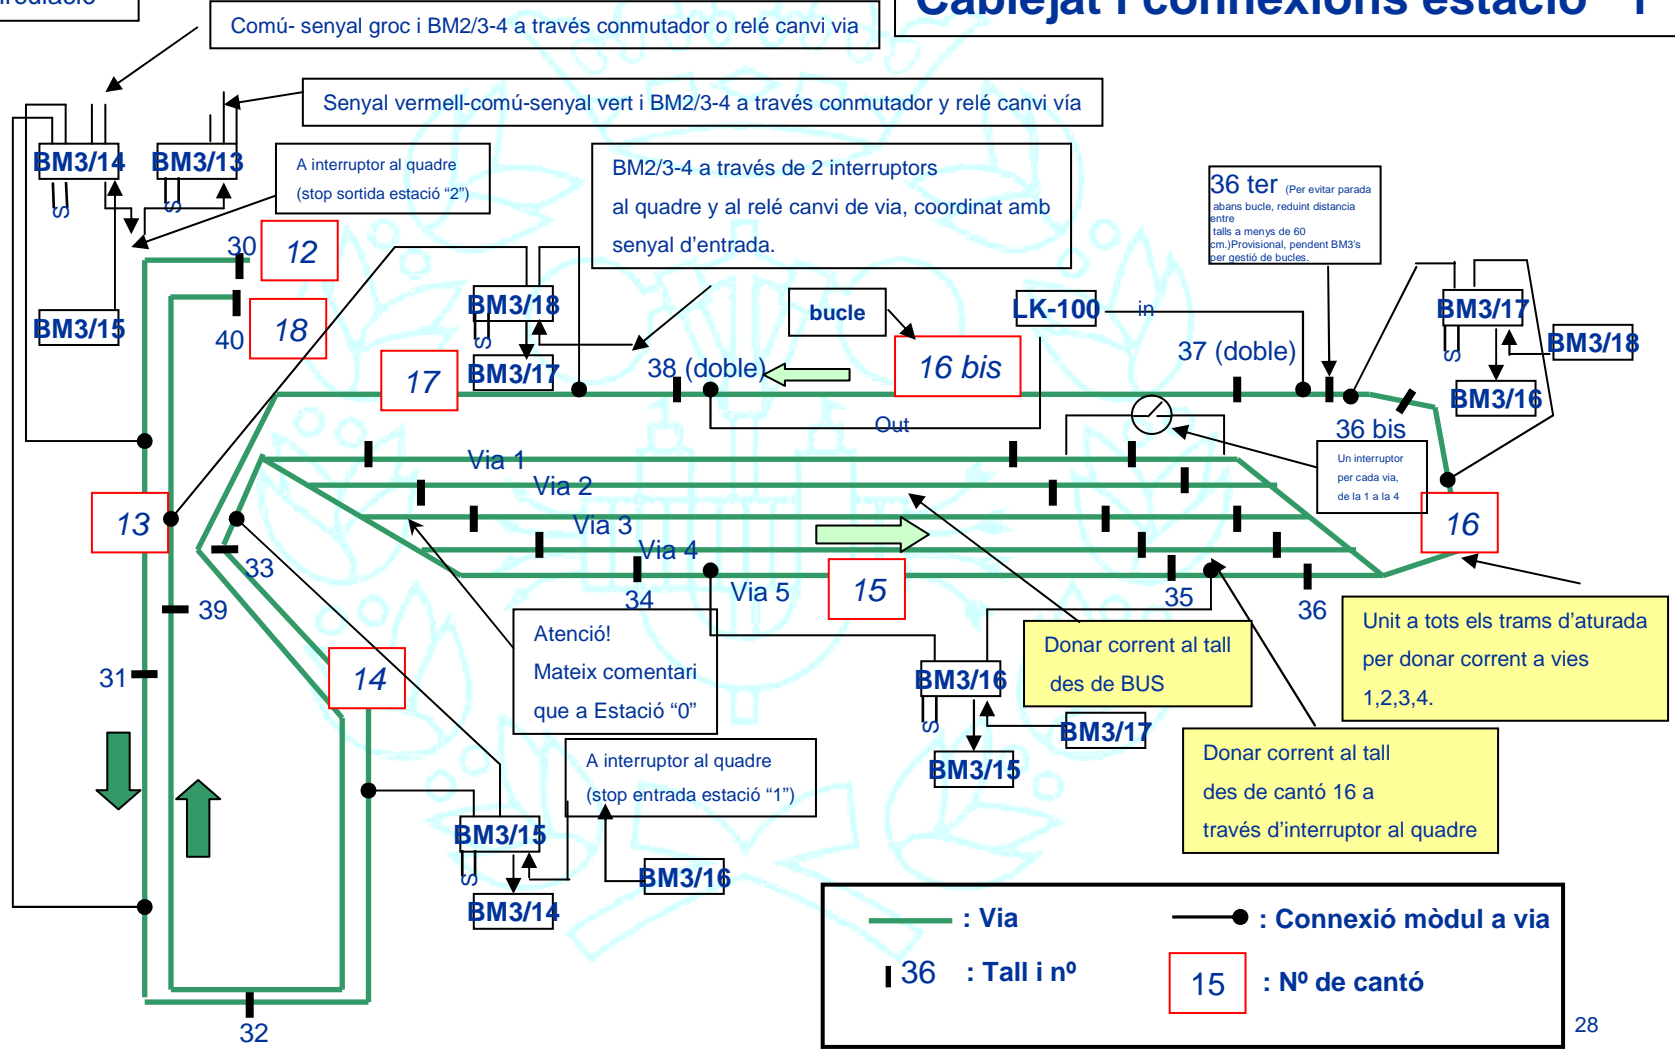 Cablejat i connexions estació "1"
Comú- senyal groc i BM2/3-4 a través conmutador o relé canvi via
Senyal vermell-comú-senyal vert i BM2/3-4 a través conmutador y relé canvi vía
BM3/14
BM3/13
S
S
A interruptor al quadre
(stop sortida estació “2”)
BM2/3-4 a través de 2 interruptors
al quadre y al relé canvi de via, coordinat amb
senyal d’entrada.
36 ter (Per evitar parada
abans bucle, reduint distancia
entre
talls a menys de 60
cm.)Provisional, pendent BM3’s
per gestió de bucles.
30
12
18
40
BM3/15
BM3/18
S
BM3/17
bucle
LK-100
in
BM3/17
S
BM3/18
BM3/16
17
38 (doble)
16 bis
37 (doble)
36 bis
Out
Via 1
Via 2
Via 3
Via 4
Via 5
Un interruptor
per cada via,
de la 1 a la 4
13
16
33
34
15
35
36
39
31
14
Atenció!
Mateix comentari
que a Estació “0”
Donar corrent al tall
des de BUS
Unit a tots els trams d’aturada
per donar corrent a vies
1,2,3,4.
BM3/16
S
BM3/17
BM3/15
Donar corrent al tall
des de cantó 16 a
través d’interruptor al quadre
A interruptor al quadre
(stop entrada estació “1”)
BM3/15
S
BM3/16
BM3/14
32
: Via
: Connexió mòdul a via
36 : Tall i nº
15 : Nº de cantó
28